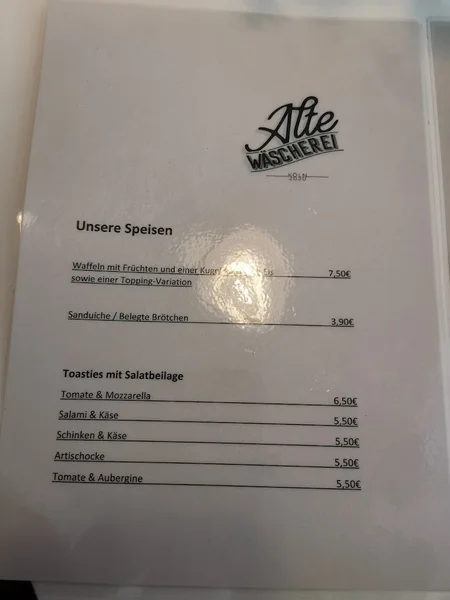 Alte
WÄSCHEREI
Unsere Speisen
Waffeln mit Früchten und einer Kugel Eis 7,50€
sowie einer Topping-Variation
Sanduiche / Belegte Brötchen 3,90€
Toasties mit Salatbeilage
Tomate & Mozzarella 6,50€
Salami & Käse 5,50€
Schinken & Käse 5,50€
Artischocke 5,50€
Tomate & Aubergine 5,50€